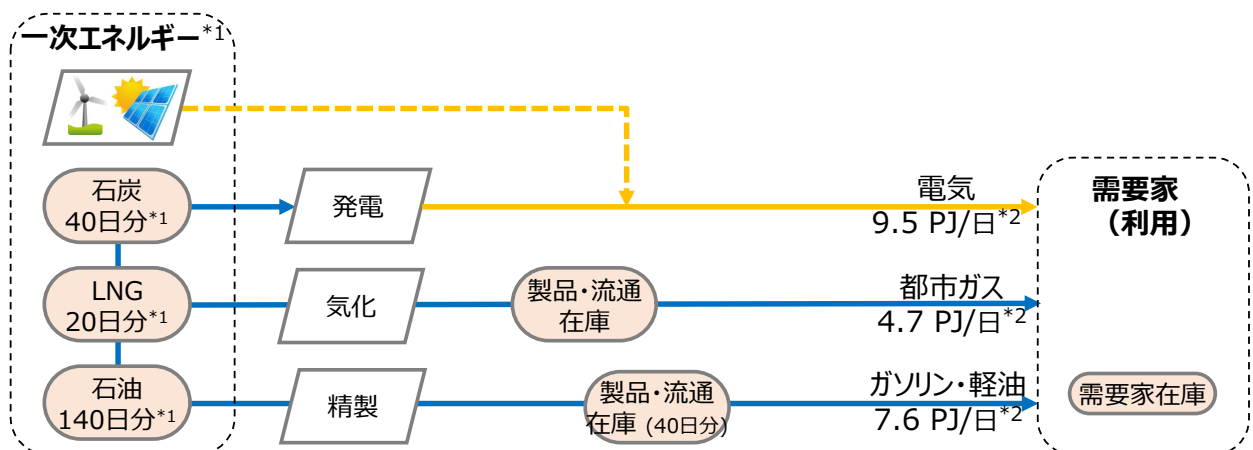 一次エネルギー*1
石炭
40日分*1
発電
電気
9.5 PJ/日*2
需要家
（利用）
LNG
20日分*1
気化
製品・流通
在庫
都市ガス
4.7 PJ/日*2
石油
140日分*1
精製
製品・流通
在庫 (40日分)
ガソリン・軽油
7.6 PJ/日*2
需要家在庫